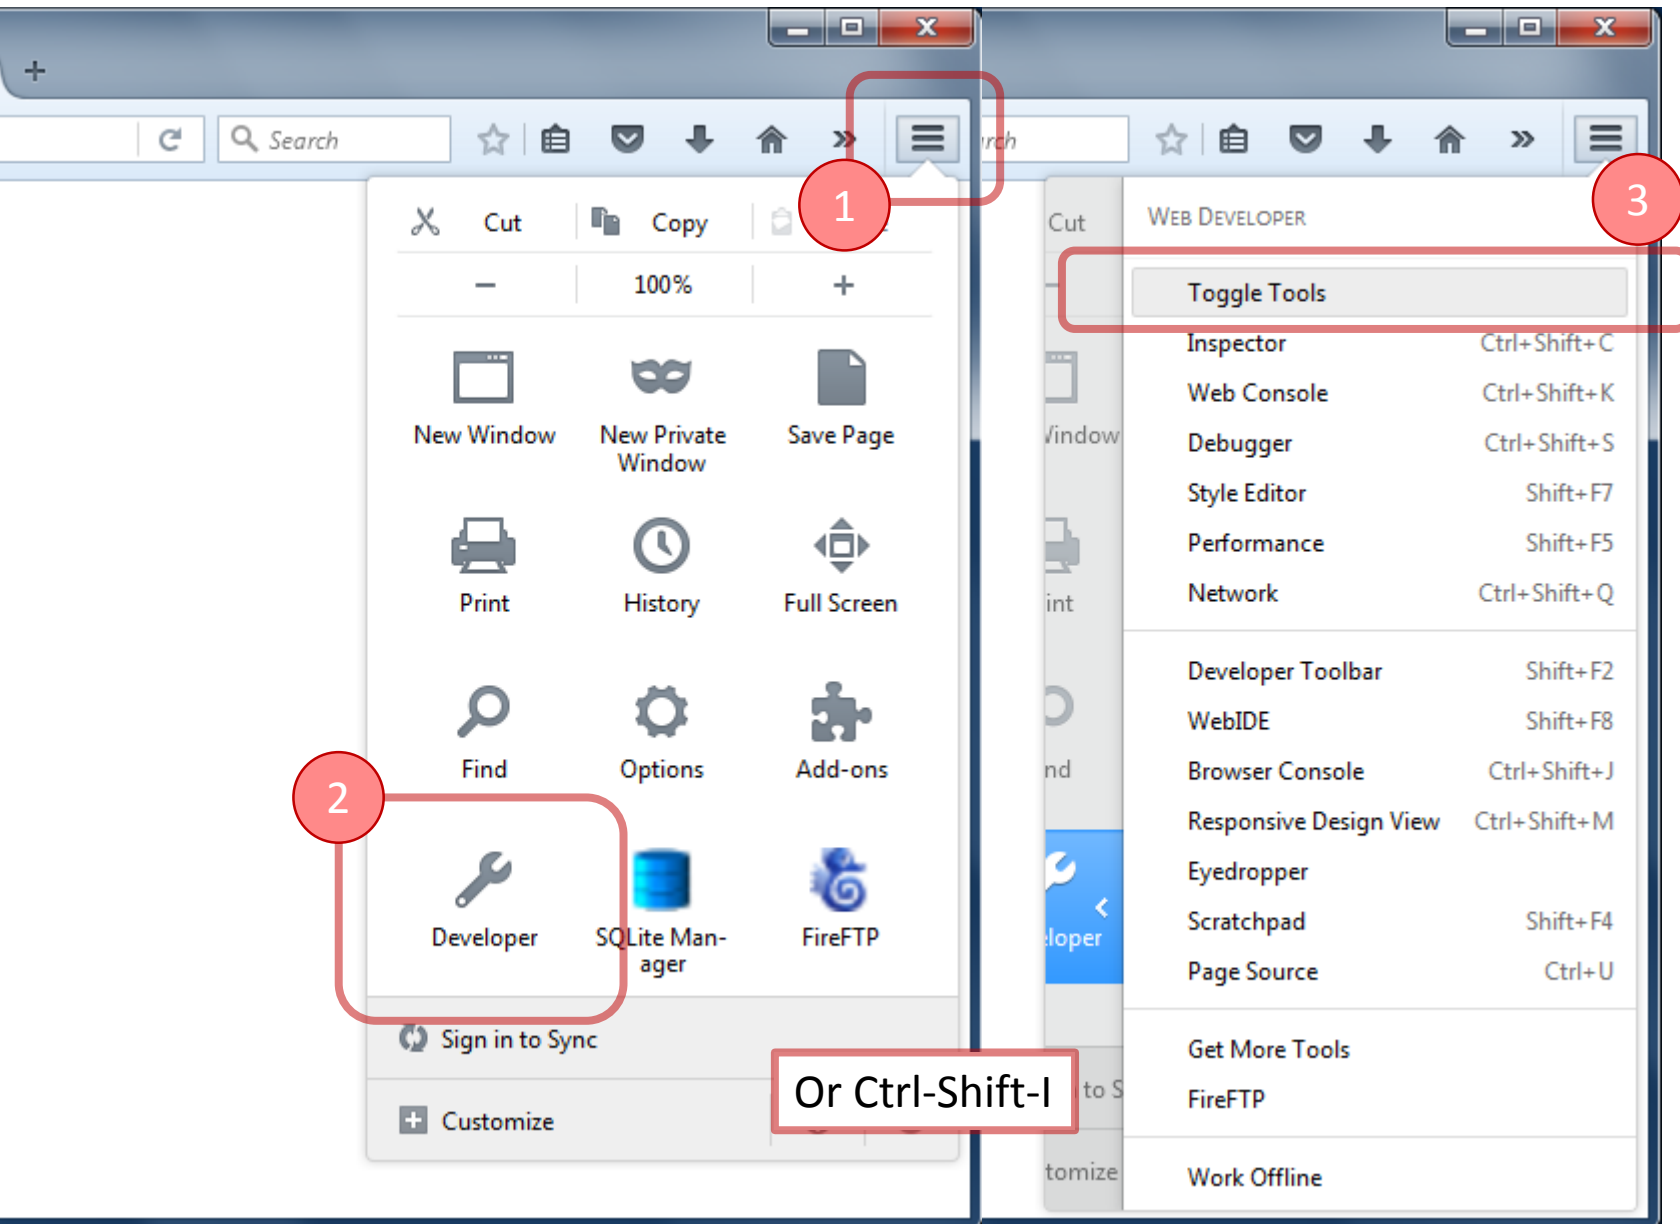 Search
1
Cut
Copy
100%
New Window
New Private
Window
Save Page
Print
History
Full Screen
Find
Options
Add-ons
2
Developer
SQLite Man-
ager
FireFTP
Sign in to Sync
Customize
Or Ctrl-Shift-I
3
Cut
WEB DEVELOPER
Toggle Tools
Inspector Ctrl+Shift+C
Web Console Ctrl+Shift+K
Debugger Ctrl+Shift+S
Style Editor Shift+F7
Performance Shift+F5
Network Ctrl+Shift+Q
Developer Toolbar Shift+F2
WebIDE Shift+F8
Browser Console Ctrl+Shift+J
Responsive Design View Ctrl+Shift+M
Eyedropper
Scratchpad Shift+F4
Page Source Ctrl+U
Get More Tools
FireFTP
Work Offline